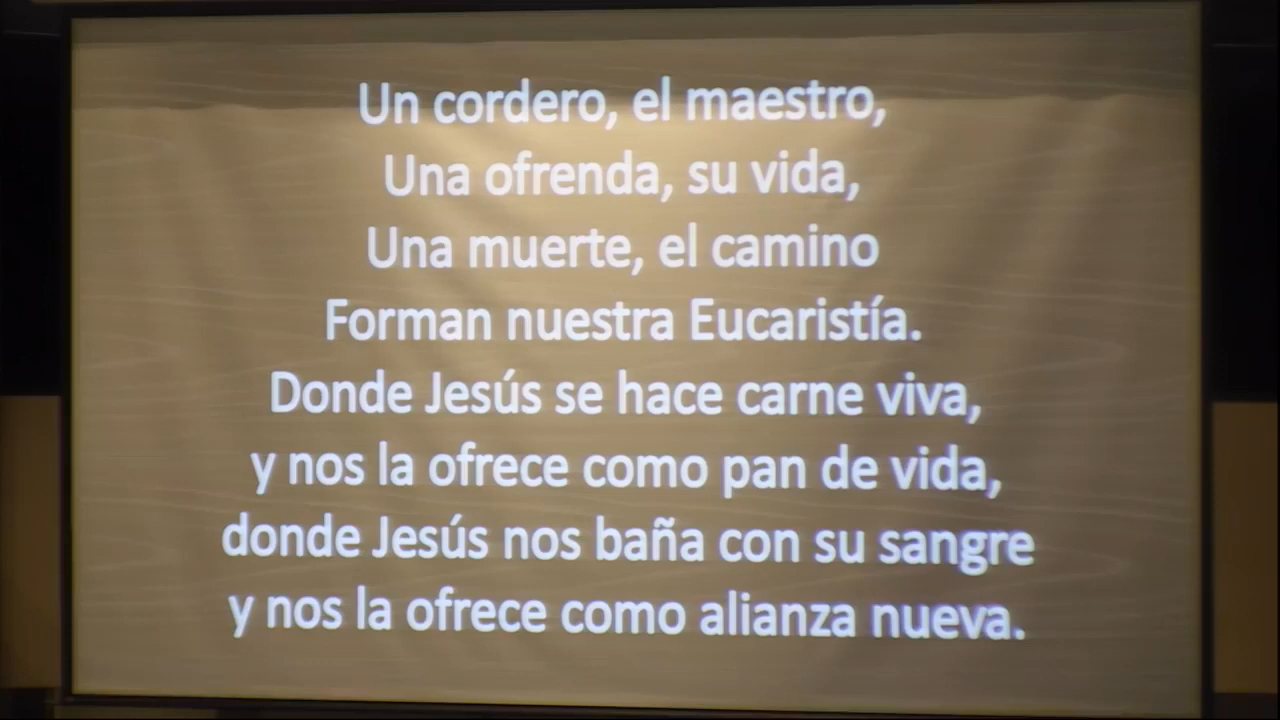 Un cordero, el maestro,
Una ofrenda, su vida,
Una muerte, el camino
Forman nuestra Eucaristía.
Donde Jesús se hace carne viva,
y nos la ofrece como pan de vida,
donde Jesús nos baña con su sangre
y nos la ofrece como alianza nueva.